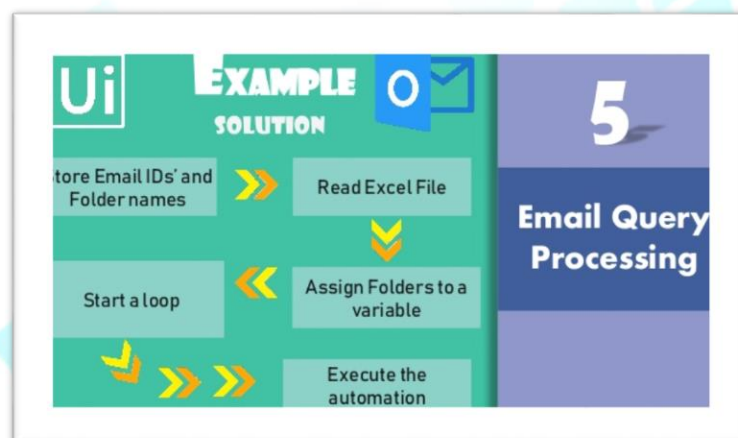 Ui
EXAMPLE
SOLUTION
O
5
tore Email IDs' and
Folder names
Read Excel File
Email Query
Processing
Start a loop
Assign Folders to a
variable
Execute the
automation